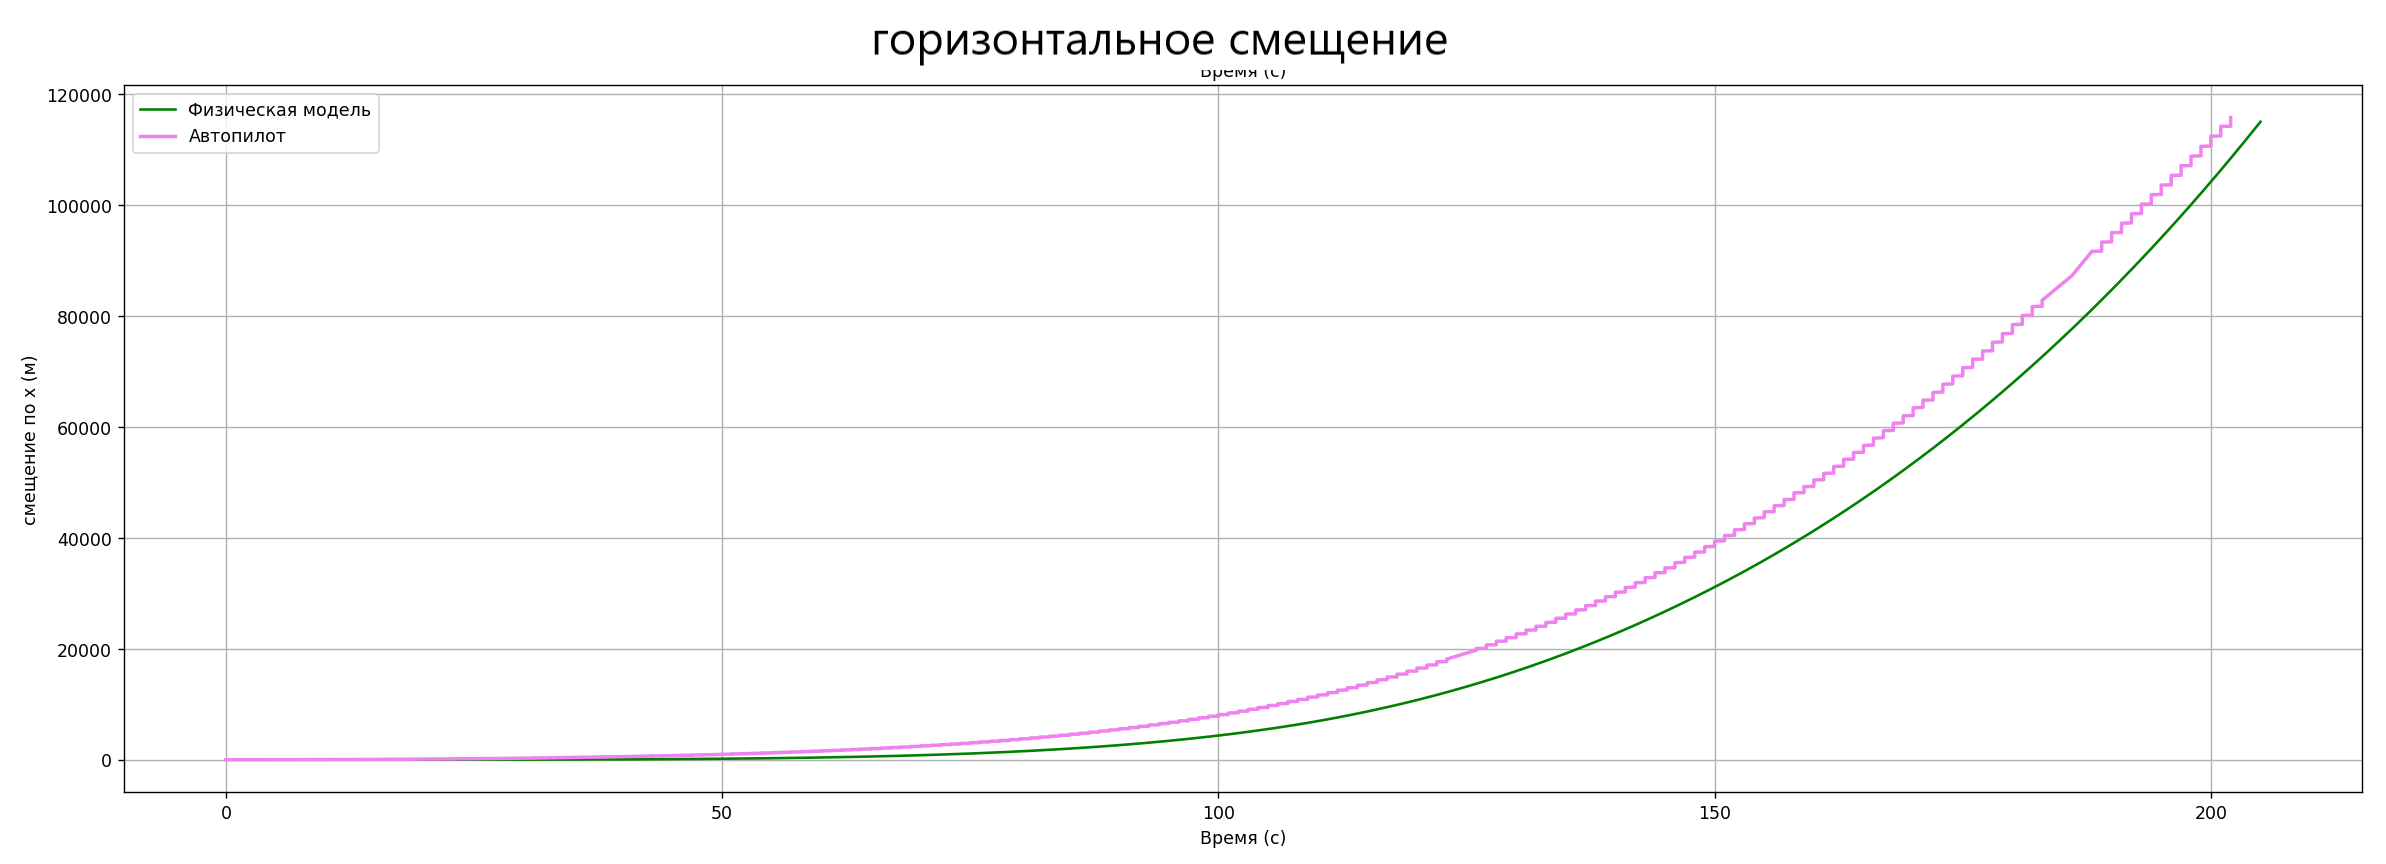 горизонтальное смещение
Время (с)
Физическая модель
Автопилот
120000
100000
80000
60000
40000
20000
0
смещение по x (м)
0 50 100 150 200
Время (с)